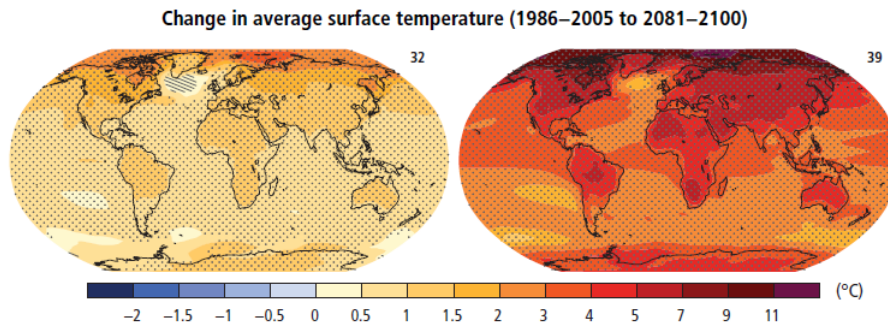 Change in average surface temperature (1986–2005 to 2081–2100)
32
39
(°C)
−2 −1.5 −1 −0.5 0 0.5 1 1.5 2 3 4 5 7 9 11